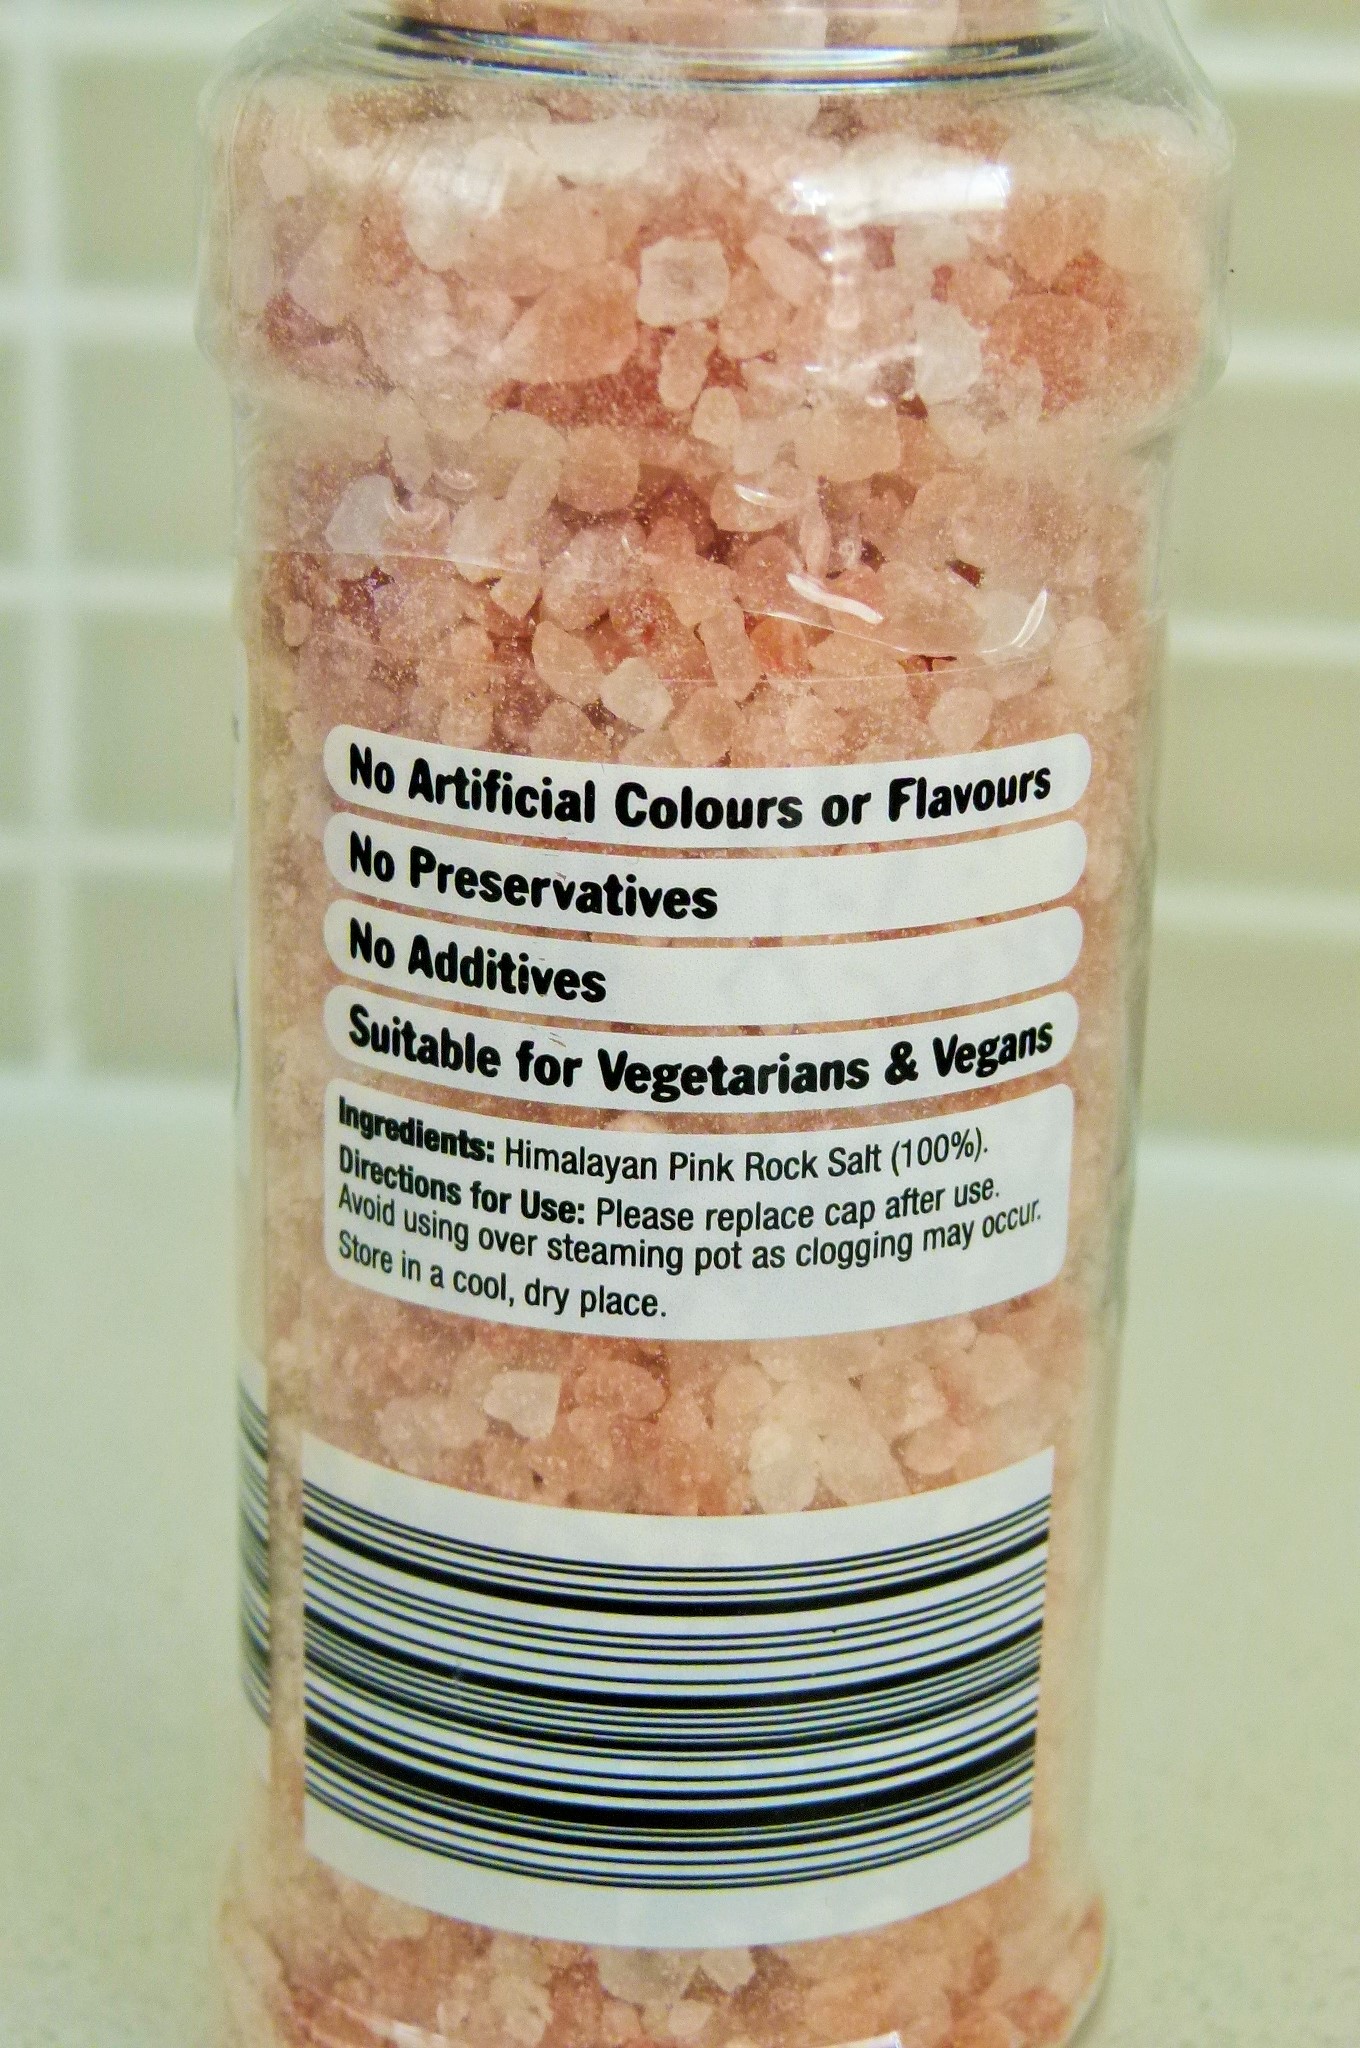 No Artificial Colours or Flavours
No Preservatives
No Additives
Suitable for Vegetarians & Vegans
Ingredients: Himalayan Pink Rock Salt (100%).
Directions for Use: Please replace cap after use.
Avoid using over steaming pot as clogging may occur.
Store in a cool, dry place.